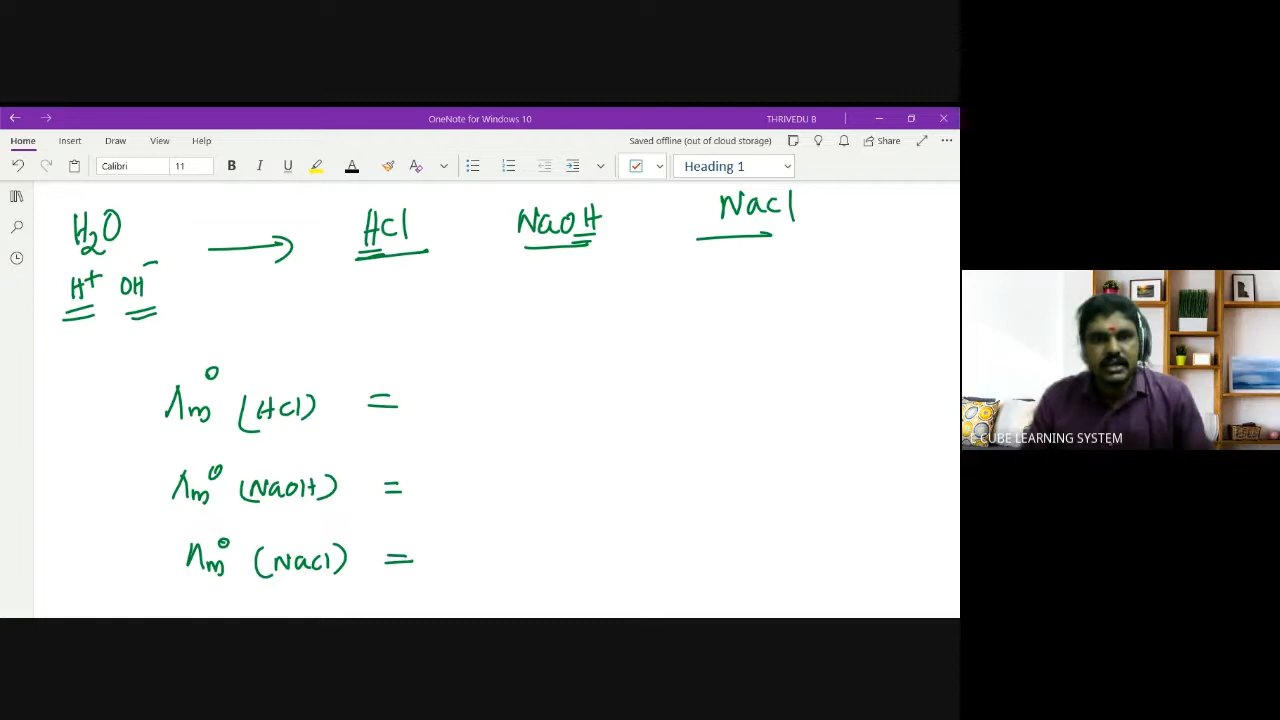 OneNote for Windows 10
THRIVEDU B
Home Insert Draw View Help
Saved offline (out of cloud storage)
Share
Calibri 11 B I U A A Heading 1
H₂O ⟶ HCl NaOH Nacl
H⁺ OH⁻
Λm⁰ (HCl) =
Λm⁰ (NaOH) =
Λm⁰ (Nacl) =
E CUBE LEARNING SYSTEM